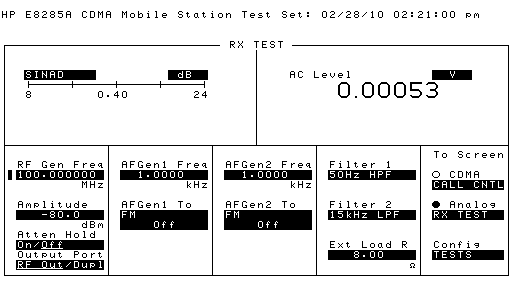 HP E8285A CDMA Mobile Station Test Set: 02/28/10 02:21:00 pm
RX TEST
SINAD dB
8 0.40 24
AC Level V
0.00053
RF Gen Freq
100.000000
MHz
Amplitude
-80.0
dBm
Atten Hold
On/Off
Output Port
RF Out/Dupl
AFGen1 Freq
1.0000
kHz
AFGen1 To
FM
Off
AFGen2 Freq
1.0000
kHz
AFGen2 To
FM
Off
Filter 1
50Hz HPF
Filter 2
15kHz LPF
Ext Load R
8.00
Ω
To Screen
CDMA
CALL CNTL
Analog
RX TEST
Config
TESTS